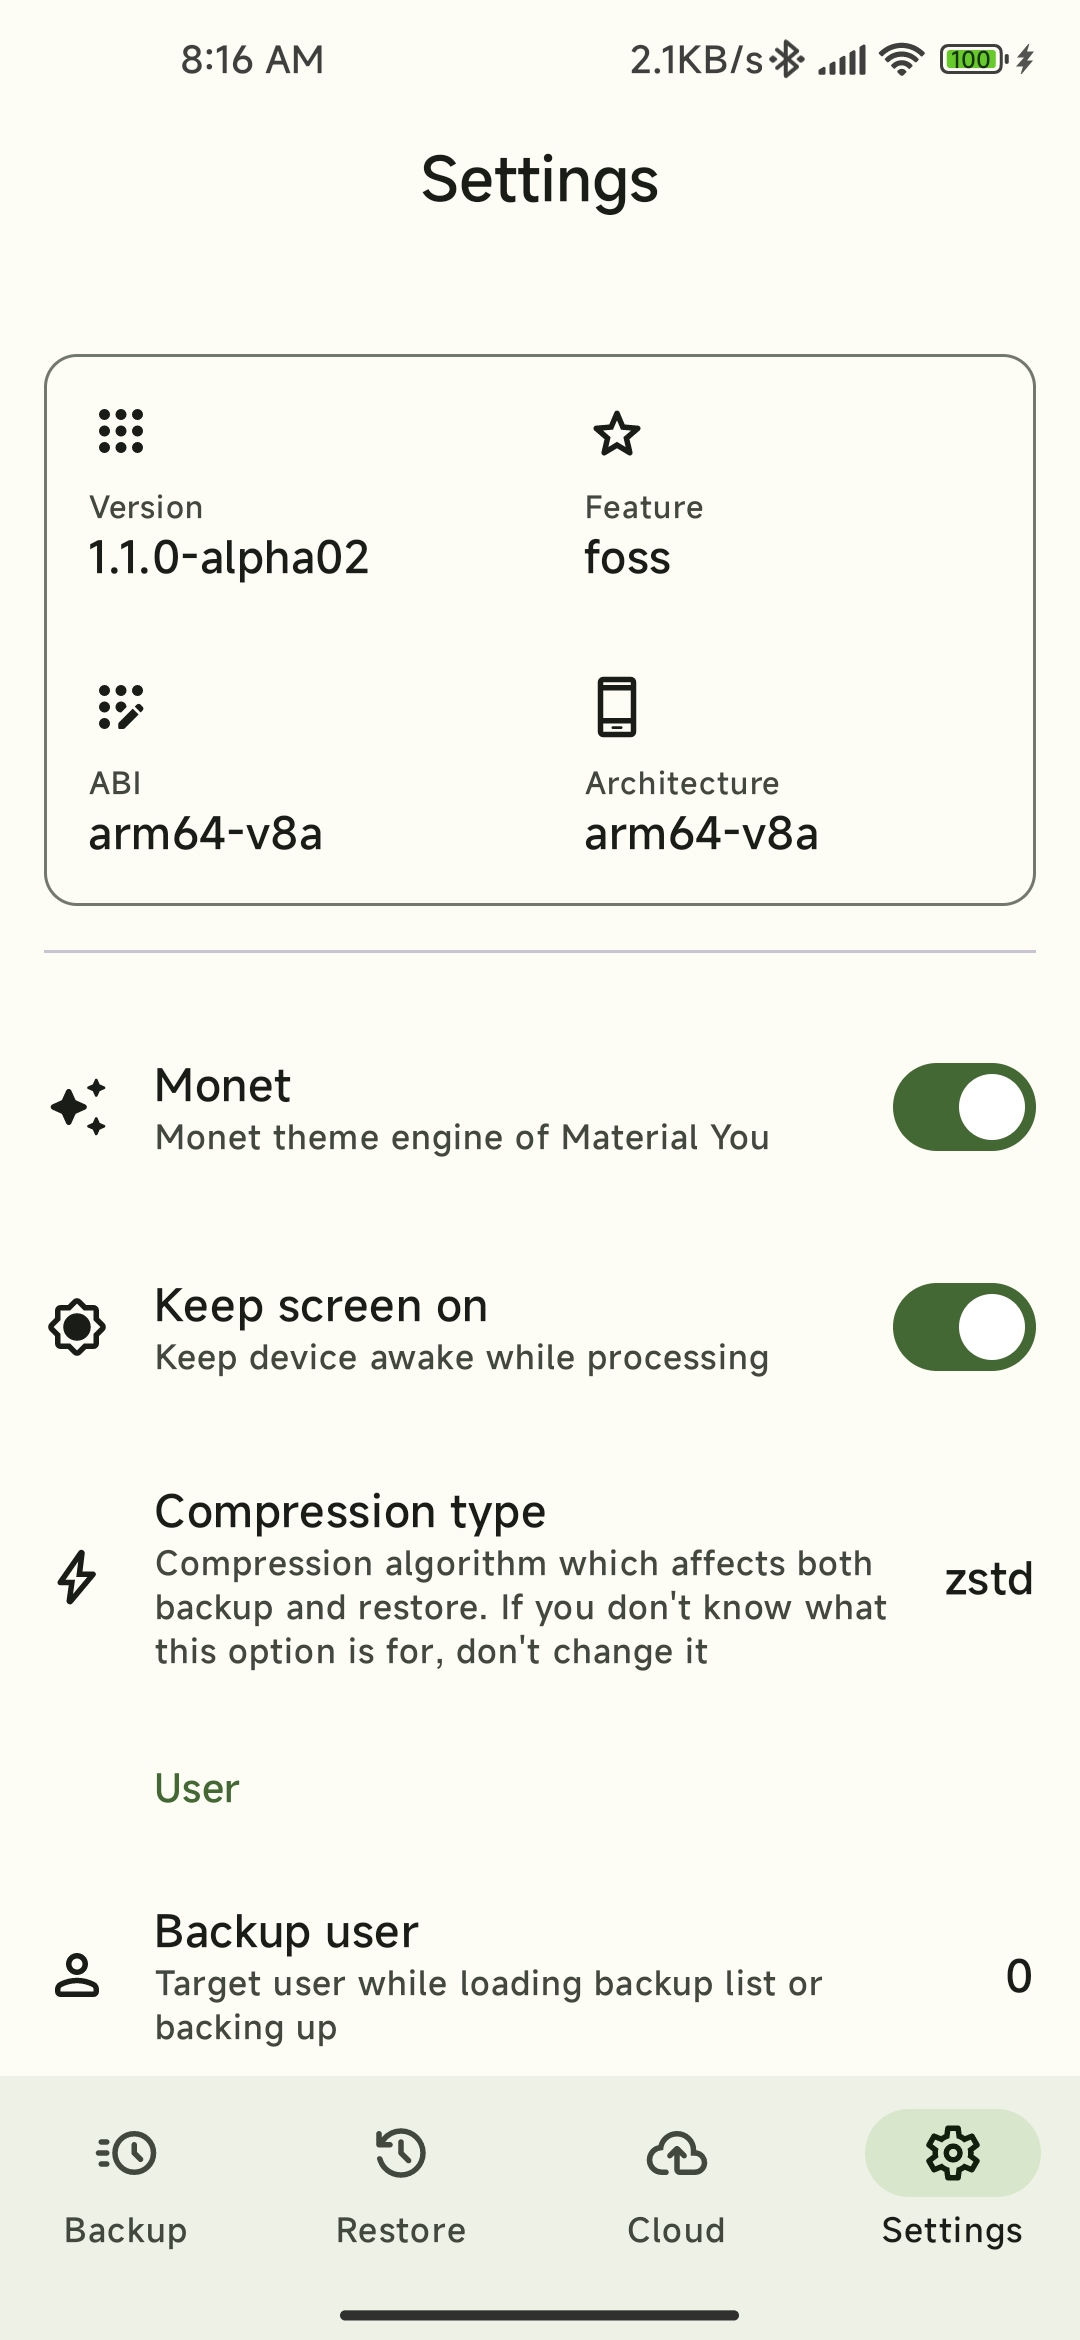 8:16 AM
2.1KB/s
100
Settings
Version
1.1.0-alpha02
Feature
foss
ABI
arm64-v8a
Architecture
arm64-v8a
Monet
Monet theme engine of Material You
Keep screen on
Keep device awake while processing
Compression type
Compression algorithm which affects both
backup and restore. If you don't know what
this option is for, don't change it
zstd
User
Backup user
Target user while loading backup list or
backing up
0
Backup
Restore
Cloud
Settings